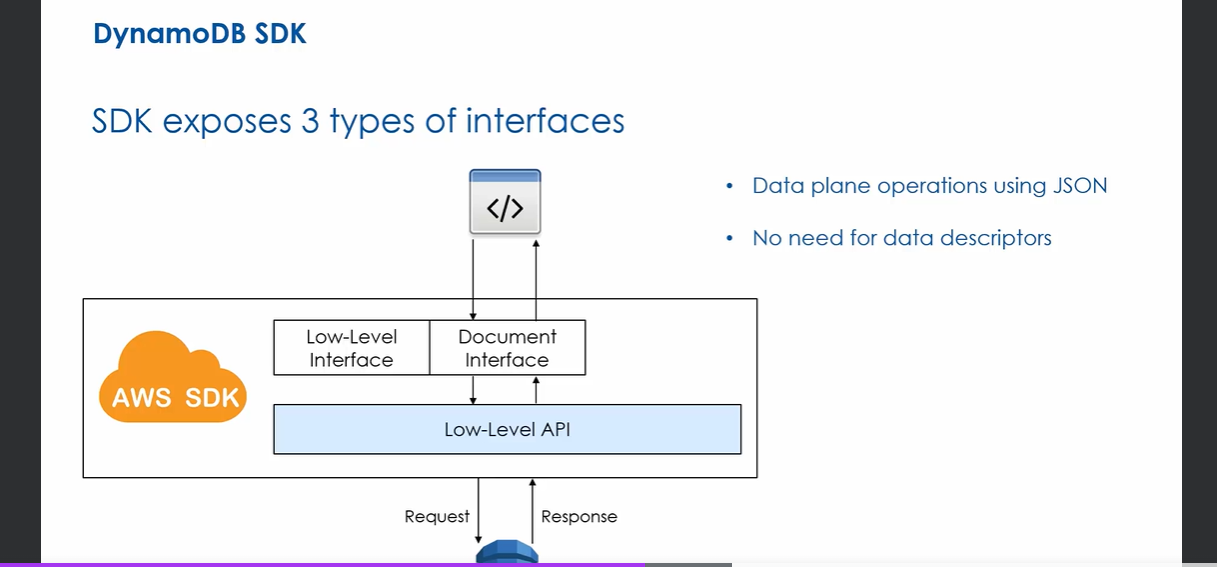 DynamoDB SDK
SDK exposes 3 types of interfaces
</>
• Data plane operations using JSON
• No need for data descriptors
Low-Level
Interface
Document
Interface
AWS SDK
Low-Level API
Request
Response